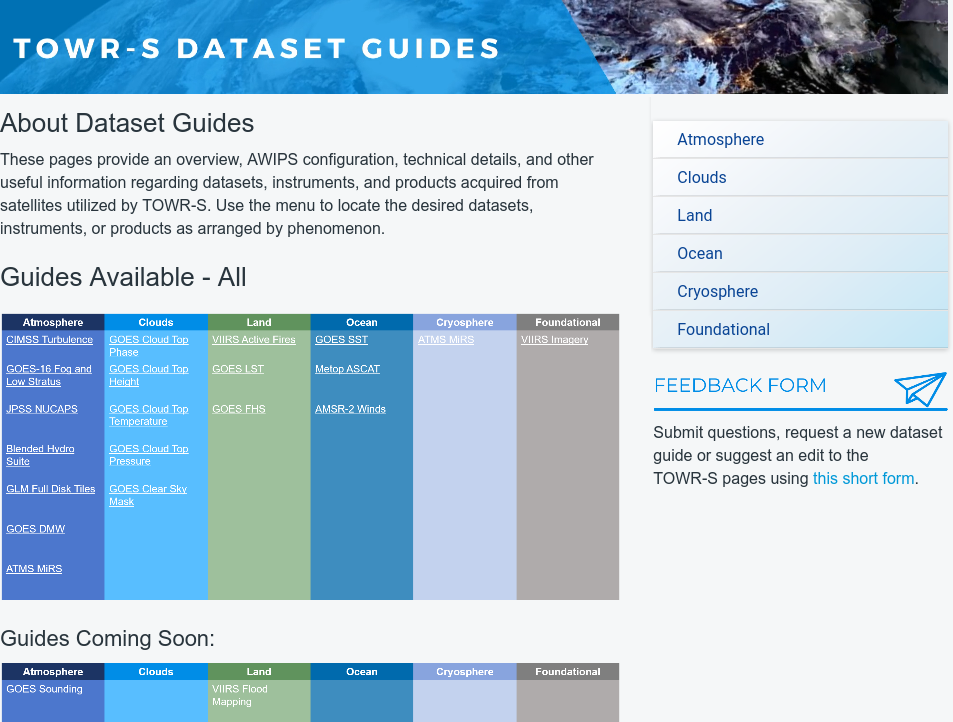 TOWR-S DATASET GUIDES
About Dataset Guides
These pages provide an overview, AWIPS configuration, technical details, and other
useful information regarding datasets, instruments, and products acquired from
satellites utilized by TOWR-S. Use the menu to locate the desired datasets,
instruments, or products as arranged by phenomenon.
Guides Available - All
Atmosphere Clouds Land Ocean Cryosphere Foundational
CIMSS Turbulence GOES Cloud Top Phase VIIRS Active Fires GOES SST ATMS MiRS VIIRS Imagery
GOES-16 Fog and Low Stratus GOES Cloud Top Height GOES LST Metop ASCAT
JPSS NUCAPS GOES Cloud Top Temperature GOES FHS AMSR-2 Winds
Blended Hydro Suite GOES Cloud Top Pressure
GLM Full Disk Tiles GOES Clear Sky Mask
GOES DMW
ATMS MiRS
Guides Coming Soon:
Atmosphere Clouds Land Ocean Cryosphere Foundational
GOES Sounding VIIRS Flood Mapping
Atmosphere
Clouds
Land
Ocean
Cryosphere
Foundational
FEEDBACK FORM
Submit questions, request a new dataset
guide or suggest an edit to the
TOWR-S pages using this short form.